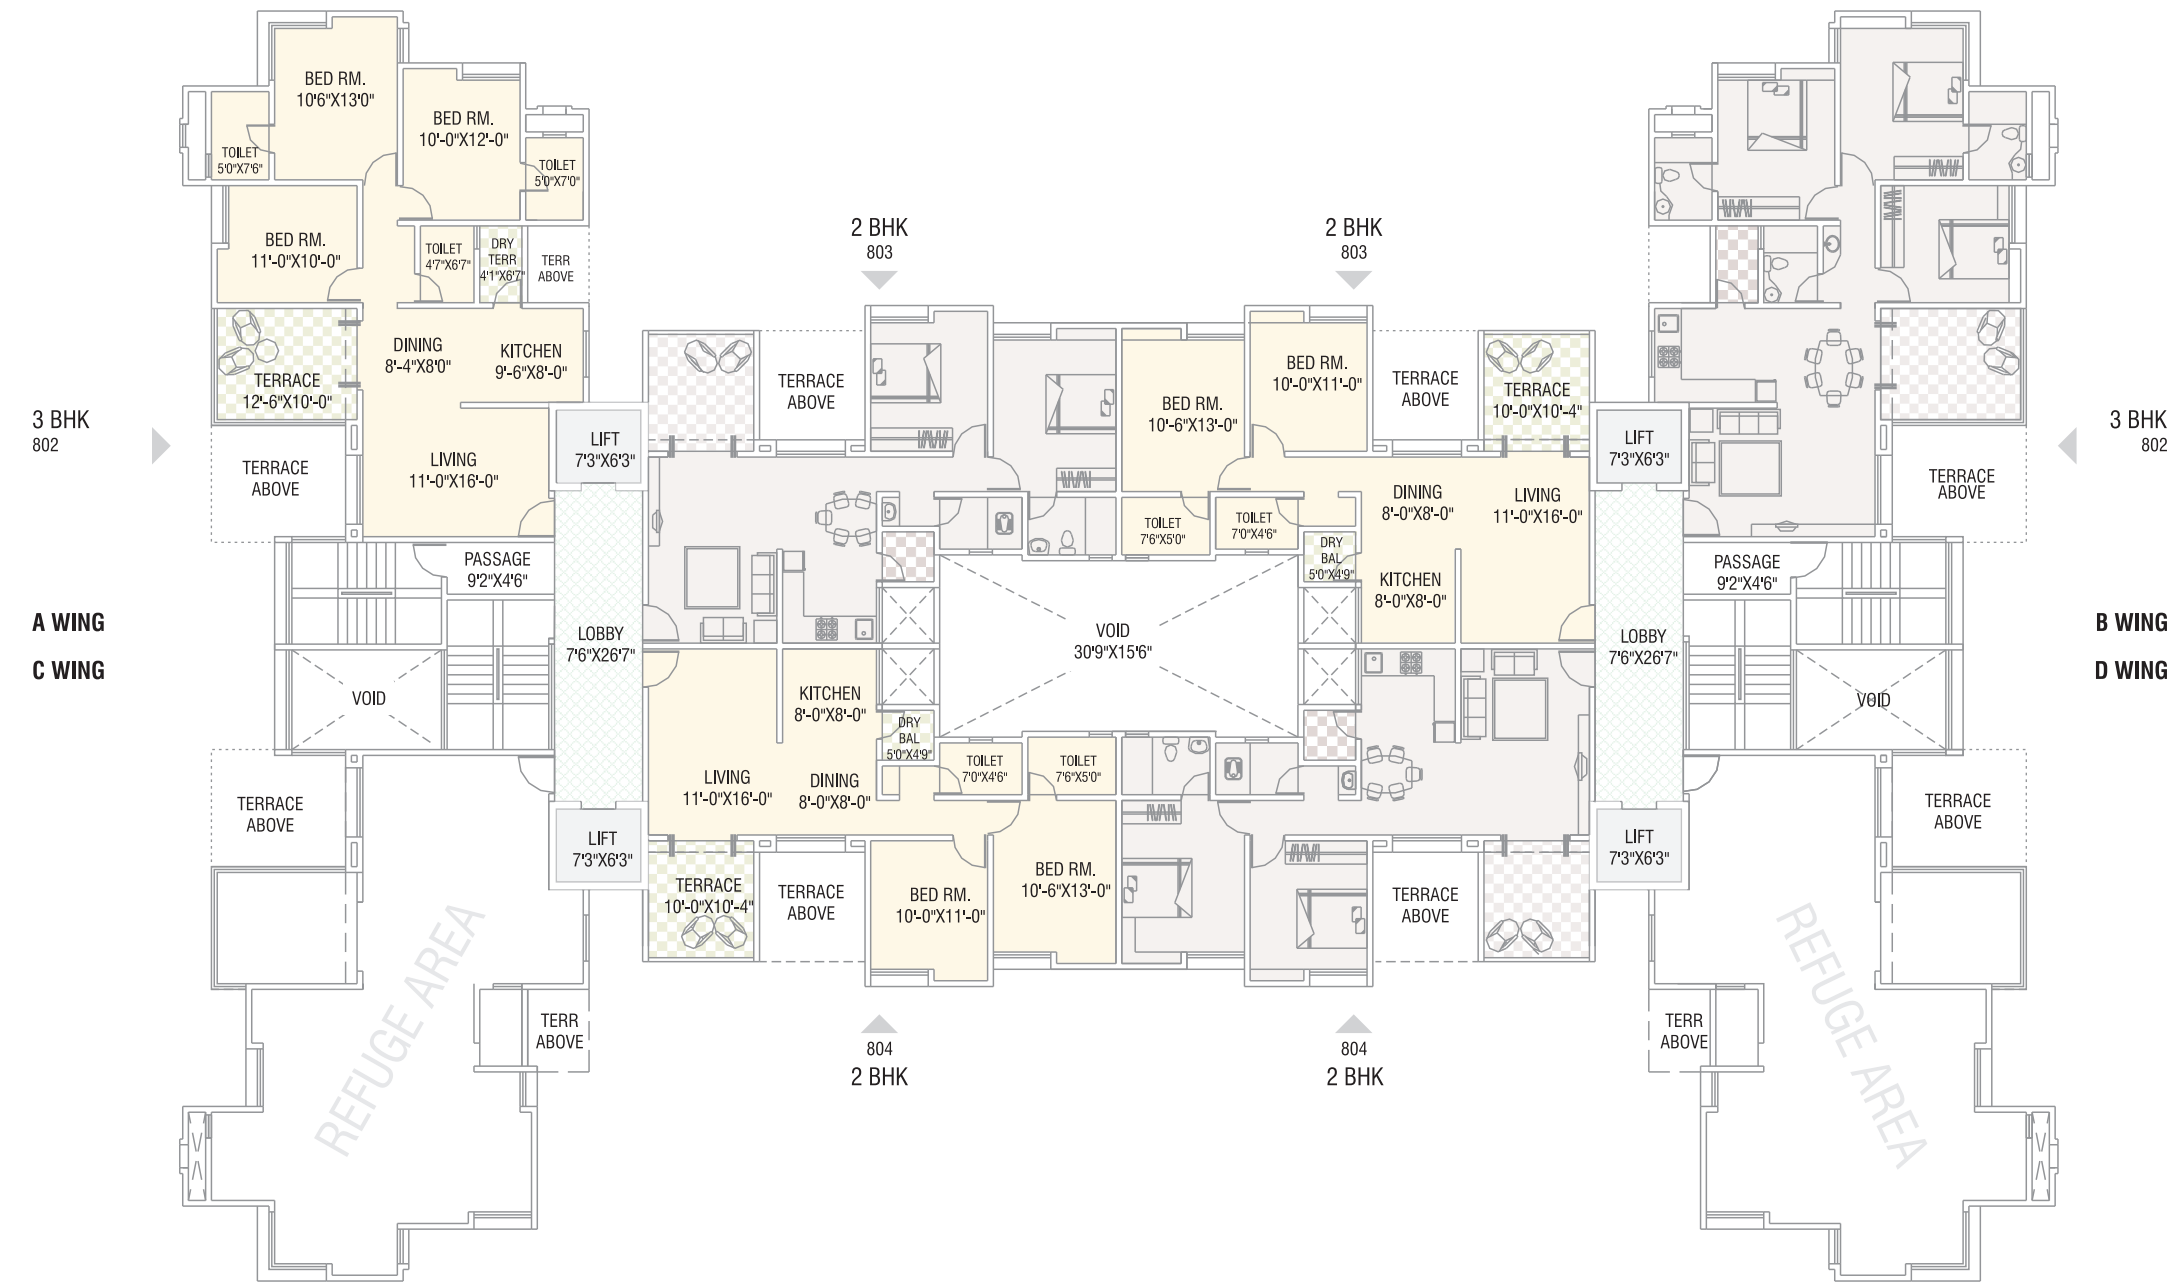 BED RM.
10'6"X13'0"
BED RM.
10'-0"X12'-0"
TOILET
5'0"X7'6"
TOILET
5'0"X7'0"
BED RM.
11'-0"X10'-0"
TOILET
4'7"X6'7"
DRY
TERR
4'1"X6'7"
TERR
ABOVE
TERRACE
12'-6"X10'-0"
DINING
8'-4"X8'0"
KITCHEN
9'-6"X8'-0"
LIVING
11'-0"X16'-0"
TERRACE
ABOVE
3 BHK
802
LIFT
7'3"X6'3"
PASSAGE
9'2"X4'6"
A WING
C WING
VOID
LOBBY
7'6"X26'7"
TERRACE
ABOVE
LIFT
7'3"X6'3"
REFUGE AREA
TERR
ABOVE
2 BHK
803
2 BHK
803
TERRACE
ABOVE
BED RM.
10'-6"X13'-0"
BED RM.
10'-0"X11'-0"
TERRACE
ABOVE
TERRACE
10'-0"X10'-4"
TOILET
7'6"X5'0"
TOILET
7'0"X4'6"
DINING
8'-0"X8'-0"
LIVING
11'-0"X16'-0"
DRY
BAL
5'0"X4'9"
KITCHEN
8'-0"X8'-0"
VOID
30'9"X15'6"
KITCHEN
8'-0"X8'-0"
DRY
BAL
5'0"X4'9"
LIVING
11'-0"X16'-0"
DINING
8'-0"X8'-0"
TOILET
7'0"X4'6"
TOILET
7'6"X5'0"
TERRACE
10'-0"X10'-4"
TERRACE
ABOVE
BED RM.
10'-0"X11'-0"
BED RM.
10'-6"X13'-0"
TERRACE
ABOVE
804
2 BHK
804
2 BHK
LIFT
7'3"X6'3"
TERRACE
ABOVE
3 BHK
802
PASSAGE
9'2"X4'6"
LOBBY
7'6"X26'7"
B WING
D WING
VOID
TERRACE
ABOVE
LIFT
7'3"X6'3"
REFUGE AREA
TERR
ABOVE